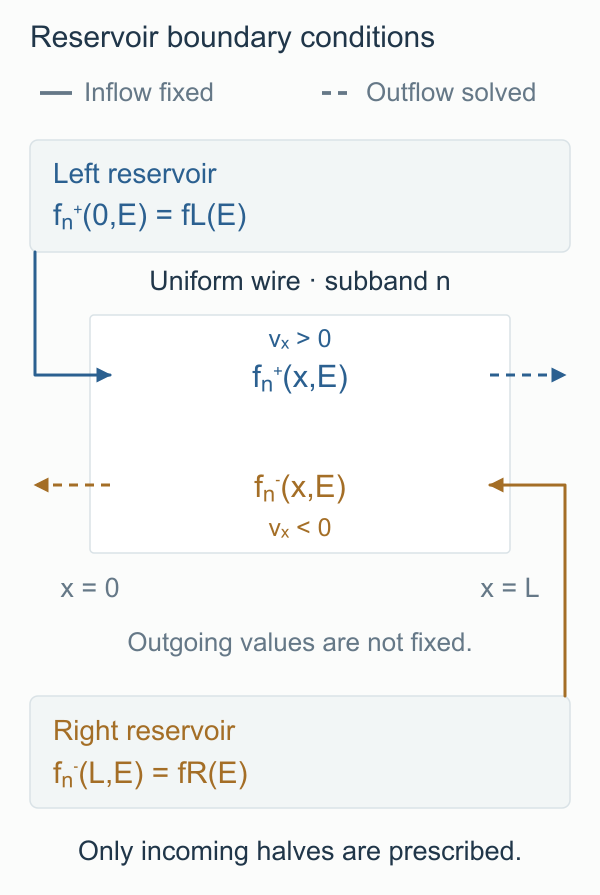 Reservoir boundary conditions
Inflow fixed
Outflow solved
Left reservoir
fₙ⁺(0,E) = fL(E)
Uniform wire · subband n
vₓ > 0
fₙ⁺(x,E)
fₙ⁻(x,E)
vₓ < 0
x = 0
x = L
Outgoing values are not fixed.
Right reservoir
fₙ⁻(L,E) = fR(E)
Only incoming halves are prescribed.